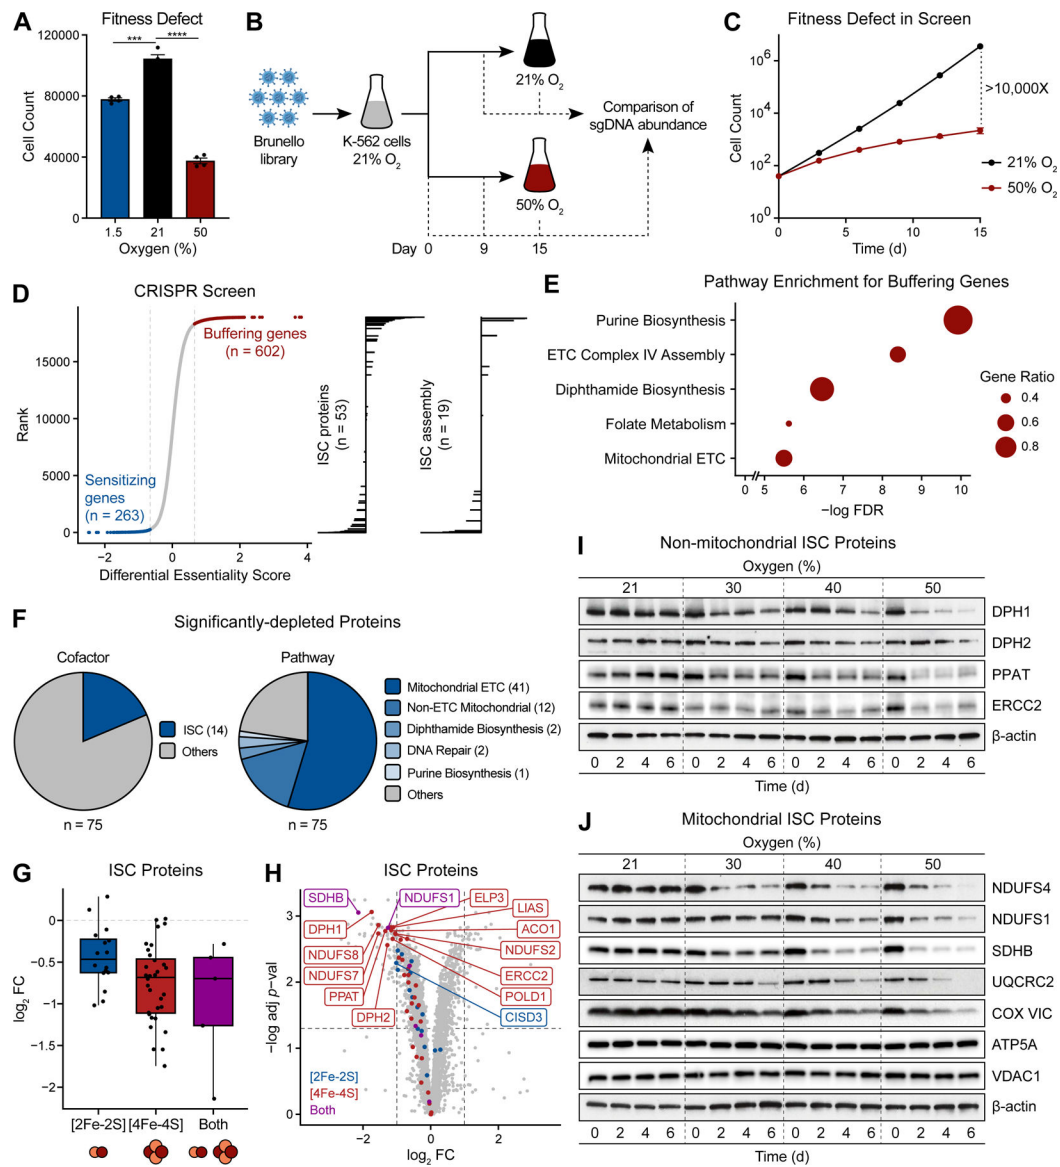 A
Fitness Defect
120000
80000
40000
0
Cell Count
***
****
1.5
21
50
Oxygen (%)
B
Brunello
library
K-562 cells
21% O2
21% O2
50% O2
Comparison of
sgDNA abundance
Day
0
9
15
C
Fitness Defect in Screen
10^6
10^4
10^2
10^0
Cell Count
>10,000X
21% O2
50% O2
0
5
10
15
Time (d)
D
CRISPR Screen
Buffering genes
(n = 602)
Sensitizing
genes
(n = 263)
15000
10000
5000
0
Rank
−2
0
2
4
Differential Essentiality Score
ISC proteins
(n = 53)
ISC assembly
(n = 19)
E
Pathway Enrichment for Buffering Genes
Purine Biosynthesis
ETC Complex IV Assembly
Diphthamide Biosynthesis
Folate Metabolism
Mitochondrial ETC
Gene Ratio
0.4
0.6
0.8
0
5
6
7
8
9
10
−log FDR
F
Significantly-depleted Proteins
Cofactor
ISC (14)
Others
n = 75
Pathway
Mitochondrial ETC (41)
Non-ETC Mitochondrial (12)
Diphthamide Biosynthesis (2)
DNA Repair (2)
Purine Biosynthesis (1)
Others
n = 75
G
ISC Proteins
0
−0.5
−1.0
−1.5
−2
log2 FC
[2Fe-2S]
[4Fe-4S]
Both
H
ISC Proteins
SDHB
NDUFS1
ELP3
LIAS
DPH1
ACO1
NDUFS8
NDUFS2
NDUFS7
ERCC2
PPAT
POLD1
DPH2
CISD3
3
2
1
0
−log adj p-val
[2Fe-2S]
[4Fe-4S]
Both
−2
0
2
log2 FC
I
Non-mitochondrial ISC Proteins
Oxygen (%)
21
30
40
50
DPH1
DPH2
PPAT
ERCC2
β-actin
0 2 4 6 0 2 4 6 0 2 4 6 0 2 4 6
Time (d)
J
Mitochondrial ISC Proteins
Oxygen (%)
21
30
40
50
NDUFS4
NDUFS1
SDHB
UQCRC2
COX VIC
ATP5A
VDAC1
β-actin
0 2 4 6 0 2 4 6 0 2 4 6 0 2 4 6
Time (d)